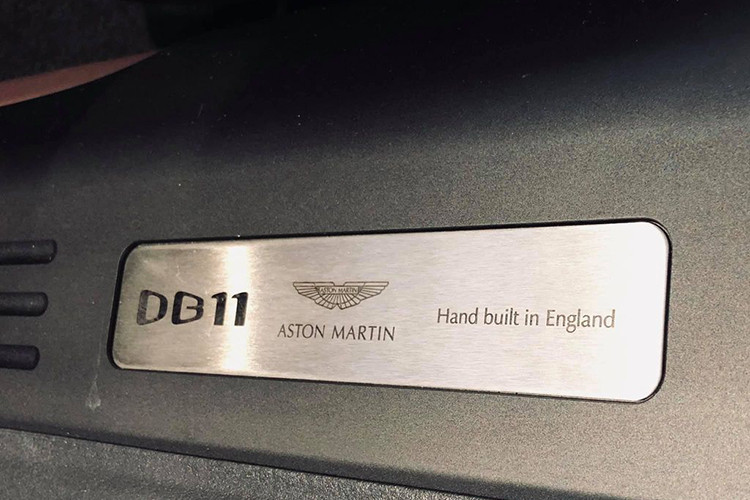 DB11
ASTON MARTIN
ASTON MARTIN
Hand built in England